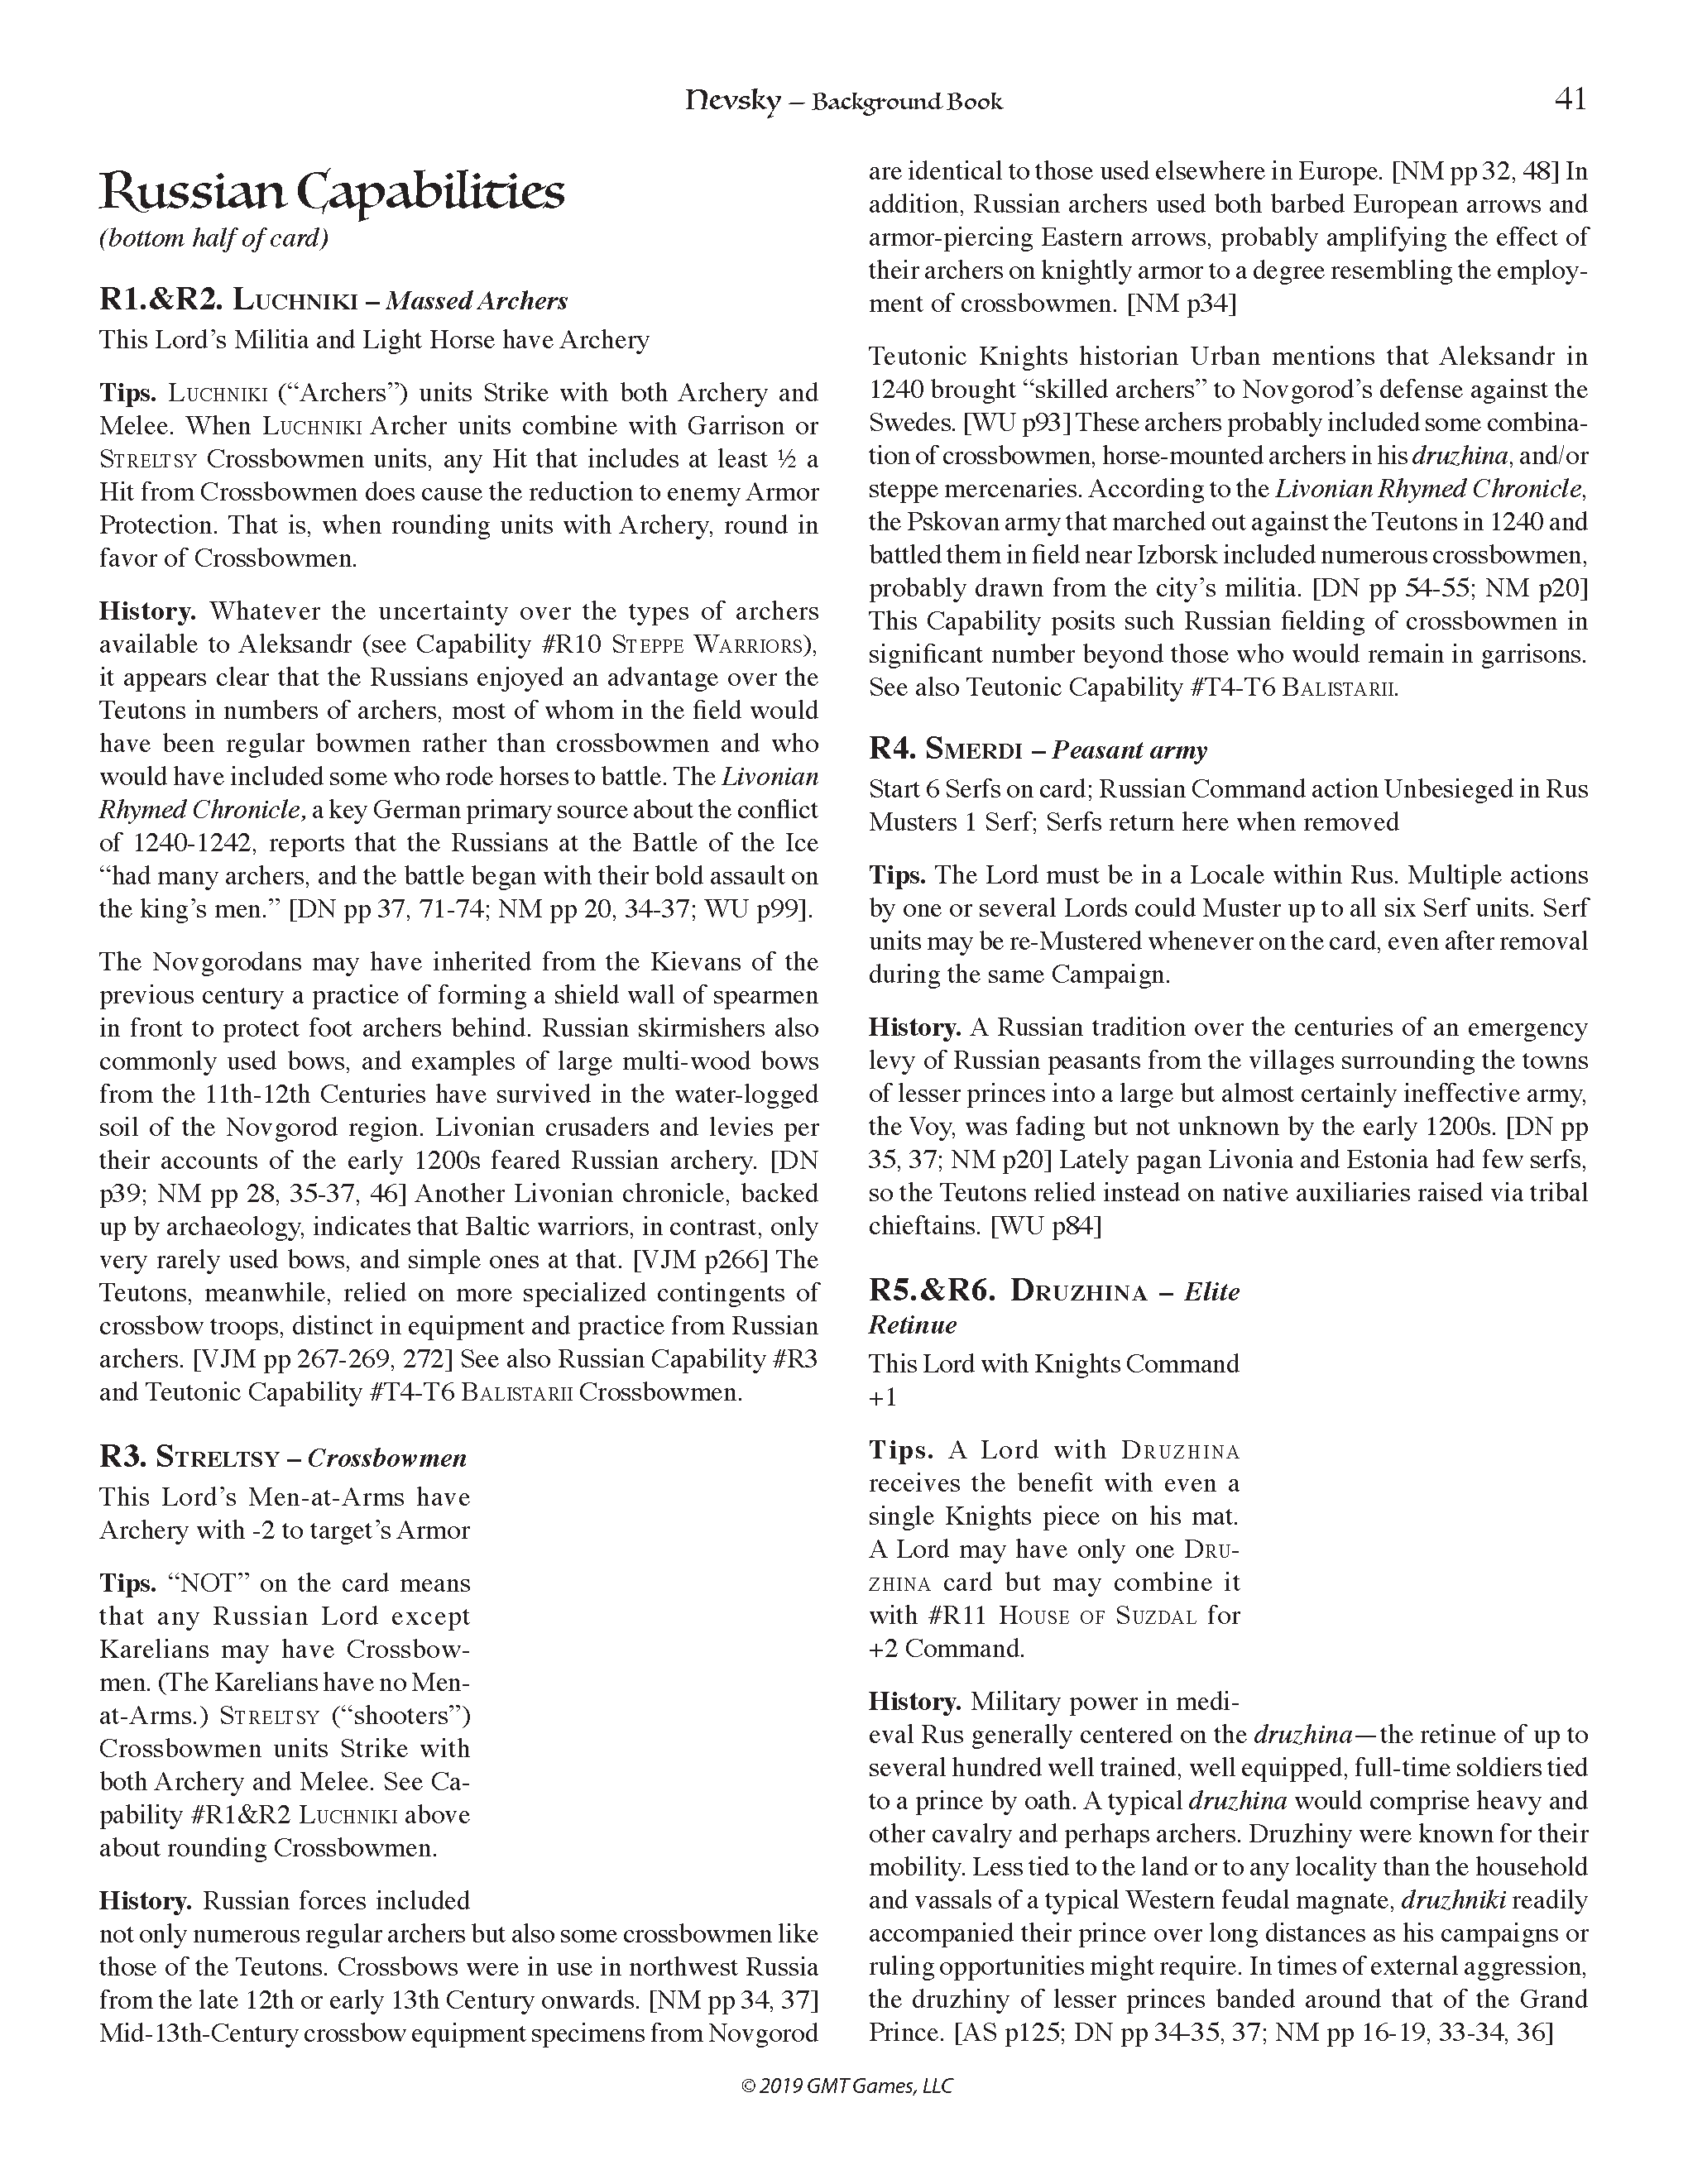 Nevsky – Background Book
41
Russian Capabilities
(bottom half of card)
R1.&R2. Luchniki – Massed Archers
This Lord’s Militia and Light Horse have Archery
Tips. Luchniki (“Archers”) units Strike with both Archery and
Melee. When Luchniki Archer units combine with Garrison or
Streltsy Crossbowmen units, any Hit that includes at least ½ a
Hit from Crossbowmen does cause the reduction to enemy Armor
Protection. That is, when rounding units with Archery, round in
favor of Crossbowmen.
History. Whatever the uncertainty over the types of archers
available to Aleksandr (see Capability #R10 Steppe Warriors),
it appears clear that the Russians enjoyed an advantage over the
Teutons in numbers of archers, most of whom in the field would
have been regular bowmen rather than crossbowmen and who
would have included some who rode horses to battle. The Livonian
Rhymed Chronicle, a key German primary source about the conflict
of 1240-1242, reports that the Russians at the Battle of the Ice
“had many archers, and the battle began with their bold assault on
the king’s men.” [DN pp 37, 71-74; NM pp 20, 34-37; WU p99].
The Novgorodans may have inherited from the Kievans of the
previous century a practice of forming a shield wall of spearmen
in front to protect foot archers behind. Russian skirmishers also
commonly used bows, and examples of large multi-wood bows
from the 11th-12th Centuries have survived in the water-logged
soil of the Novgorod region. Livonian crusaders and levies per
their accounts of the early 1200s feared Russian archery. [DN
p39; NM pp 28, 35-37, 46] Another Livonian chronicle, backed
up by archaeology, indicates that Baltic warriors, in contrast, only
very rarely used bows, and simple ones at that. [VJM p266] The
Teutons, meanwhile, relied on more specialized contingents of
crossbow troops, distinct in equipment and practice from Russian
archers. [VJM pp 267-269, 272] See also Russian Capability #R3
and Teutonic Capability #T4-T6 Balistarii Crossbowmen.
R3. Streltsy – Crossbowmen
This Lord’s Men-at-Arms have
Archery with -2 to target’s Armor
Tips. “NOT” on the card means
that any Russian Lord except
Karelians may have Crossbow-
men. (The Karelians have no Men-
at-Arms.) Streltsy (“shooters”)
Crossbowmen units Strike with
both Archery and Melee. See Ca-
pability #R1&R2 Luchniki above
about rounding Crossbowmen.
History. Russian forces included
not only numerous regular archers but also some crossbowmen like
those of the Teutons. Crossbows were in use in northwest Russia
from the late 12th or early 13th Century onwards. [NM pp 34, 37]
Mid-13th-Century crossbow equipment specimens from Novgorod
are identical to those used elsewhere in Europe. [NM pp 32, 48] In
addition, Russian archers used both barbed European arrows and
armor-piercing Eastern arrows, probably amplifying the effect of
their archers on knightly armor to a degree resembling the employ-
ment of crossbowmen. [NM p34]
Teutonic Knights historian Urban mentions that Aleksandr in
1240 brought “skilled archers” to Novgorod’s defense against the
Swedes. [WU p93] These archers probably included some combina-
tion of crossbowmen, horse-mounted archers in his druzhina, and/or
steppe mercenaries. According to the Livonian Rhymed Chronicle,
the Pskovan army that marched out against the Teutons in 1240 and
battled them in field near Izborsk included numerous crossbowmen,
probably drawn from the city’s militia. [DN pp 54-55; NM p20]
This Capability posits such Russian fielding of crossbowmen in
significant number beyond those who would remain in garrisons.
See also Teutonic Capability #T4-T6 Balistarii.
R4. Smerdi – Peasant army
Start 6 Serfs on card; Russian Command action Unbesieged in Rus
Musters 1 Serf; Serfs return here when removed
Tips. The Lord must be in a Locale within Rus. Multiple actions
by one or several Lords could Muster up to all six Serf units. Serf
units may be re-Mustered whenever on the card, even after removal
during the same Campaign.
History. A Russian tradition over the centuries of an emergency
levy of Russian peasants from the villages surrounding the towns
of lesser princes into a large but almost certainly ineffective army,
the Voy, was fading but not unknown by the early 1200s. [DN pp
35, 37; NM p20] Lately pagan Livonia and Estonia had few serfs,
so the Teutons relied instead on native auxiliaries raised via tribal
chieftains. [WU p84]
R5.&R6. Druzhina – Elite
Retinue
This Lord with Knights Command
+1
Tips. A Lord with Druzhina
receives the benefit with even a
single Knights piece on his mat.
A Lord may have only one Dru-
zhina card but may combine it
with #R11 House of Suzdal for
+2 Command.
History. Military power in medi-
eval Rus generally centered on the druzhina—the retinue of up to
several hundred well trained, well equipped, full-time soldiers tied
to a prince by oath. A typical druzhina would comprise heavy and
other cavalry and perhaps archers. Druzhiny were known for their
mobility. Less tied to the land or to any locality than the household
and vassals of a typical Western feudal magnate, druzhniki readily
accompanied their prince over long distances as his campaigns or
ruling opportunities might require. In times of external aggression,
the druzhiny of lesser princes banded around that of the Grand
Prince. [AS p125; DN pp 34-35, 37; NM pp 16-19, 33-34, 36]
© 2019 GMT Games, LLC